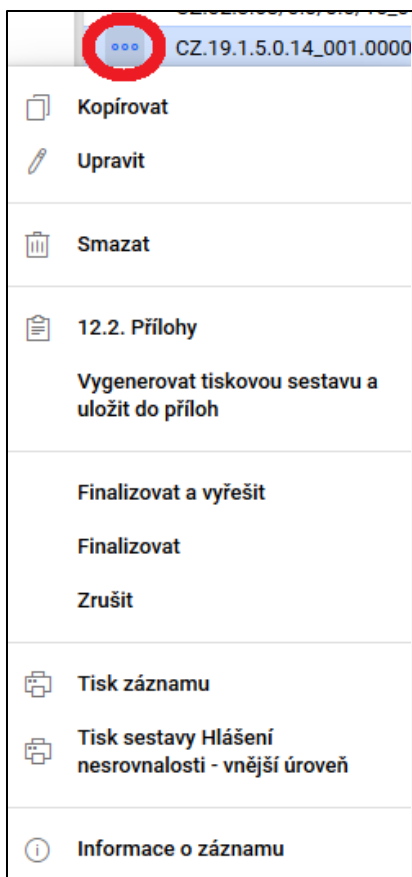 CZ.19.1.5.0.14_001.0000
Kopírovat
Upravit
Smazat
12.2. Přílohy
Vygenerovat tiskovou sestavu a
uložit do příloh
Finalizovat a vyřešit
Finalizovat
Zrušit
Tisk záznamu
Tisk sestavy Hlášení
nesrovnalosti - vnější úroveň
Informace o záznamu